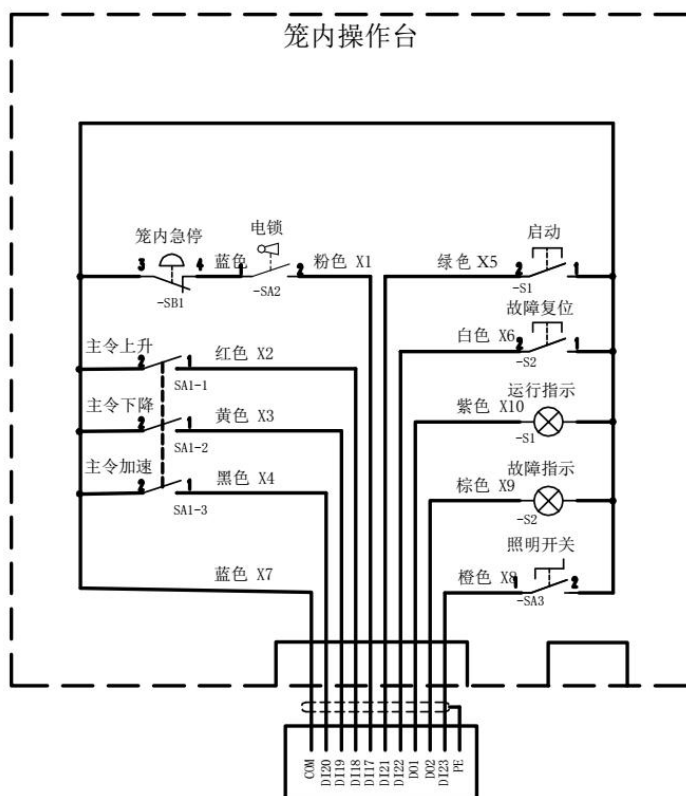 笼内操作台
笼内急停
3
4
-SB1
蓝色
电锁
1
2
-SA2
粉色 X1
主令上升
2
1
SA1-1
红色 X2
主令下降
2
1
SA1-2
黄色 X3
主令加速
2
1
SA1-3
黑色 X4
蓝色 X7
启动
绿色 X5
2
1
-S1
故障复位
白色 X6
2
1
-S2
运行指示
紫色 X10
-S1
故障指示
棕色 X9
-S2
照明开关
橙色 X8
1
2
-SA3
COM
DI20
DI19
DI18
DI17
DI21
DI22
DO1
DO2
DI23
PE